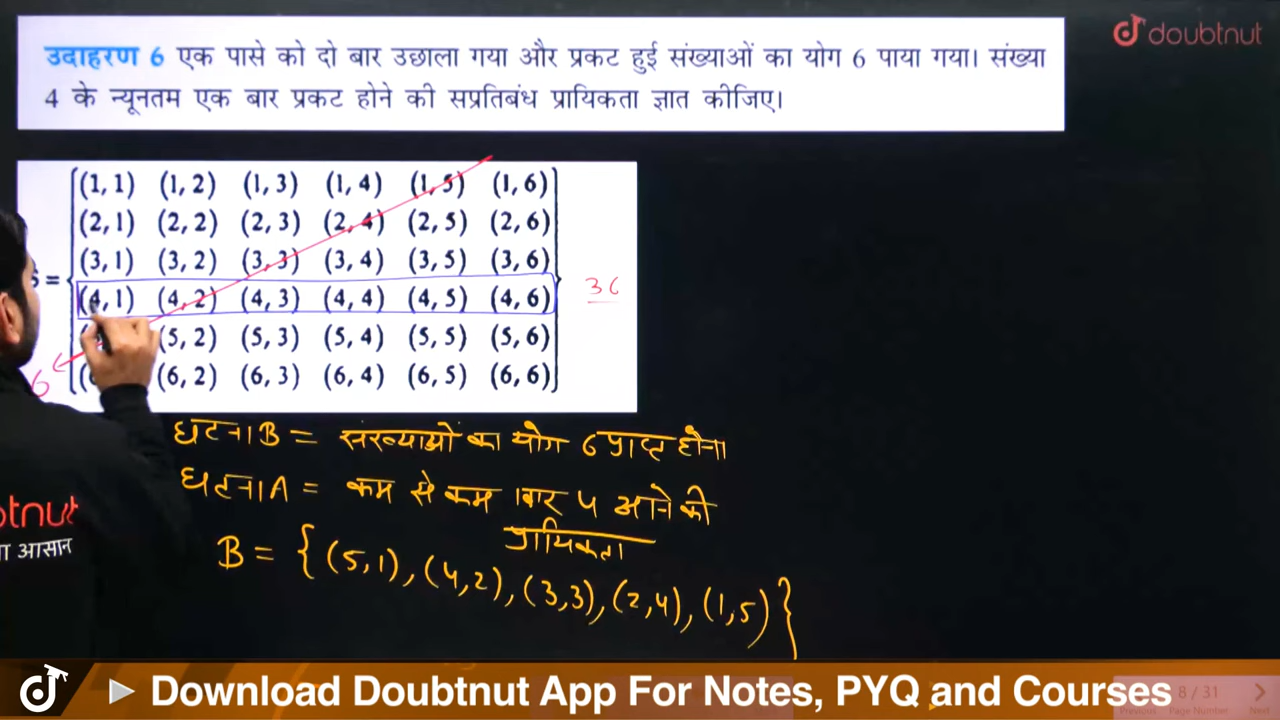 doubtnut
उदाहरण 6 एक पासे को दो बार उछाला गया और प्रकट हुई संख्याओं का योग 6 पाया गया। संख्या
4 के न्यूनतम एक बार प्रकट होने की सप्रतिबंध प्रायिकता ज्ञात कीजिए।
(1, 1) (1, 2) (1, 3) (1, 4) (1, 5) (1, 6)
(2, 1) (2, 2) (2, 3) (2, 4) (2, 5) (2, 6)
(3, 1) (3, 2) (3, 3) (3, 4) (3, 5) (3, 6)
(4, 1) (4, 2) (4, 3) (4, 4) (4, 5) (4, 6)
(5, 2) (5, 3) (5, 4) (5, 5) (5, 6)
(6, 2) (6, 3) (6, 4) (6, 5) (6, 6)
36
6
घटना B = संख्याओं का योग 6 प्राप्त होना
घटना A = कम से कम 1 बार 4 आने की
प्रायिकता
B = { (5,1), (4,2), (3,3), (2,4), (1,5) }
btnut
ा आसान
▶ Download Doubtnut App For Notes, PYQ and Courses
8 / 31
Previous Page Number Next